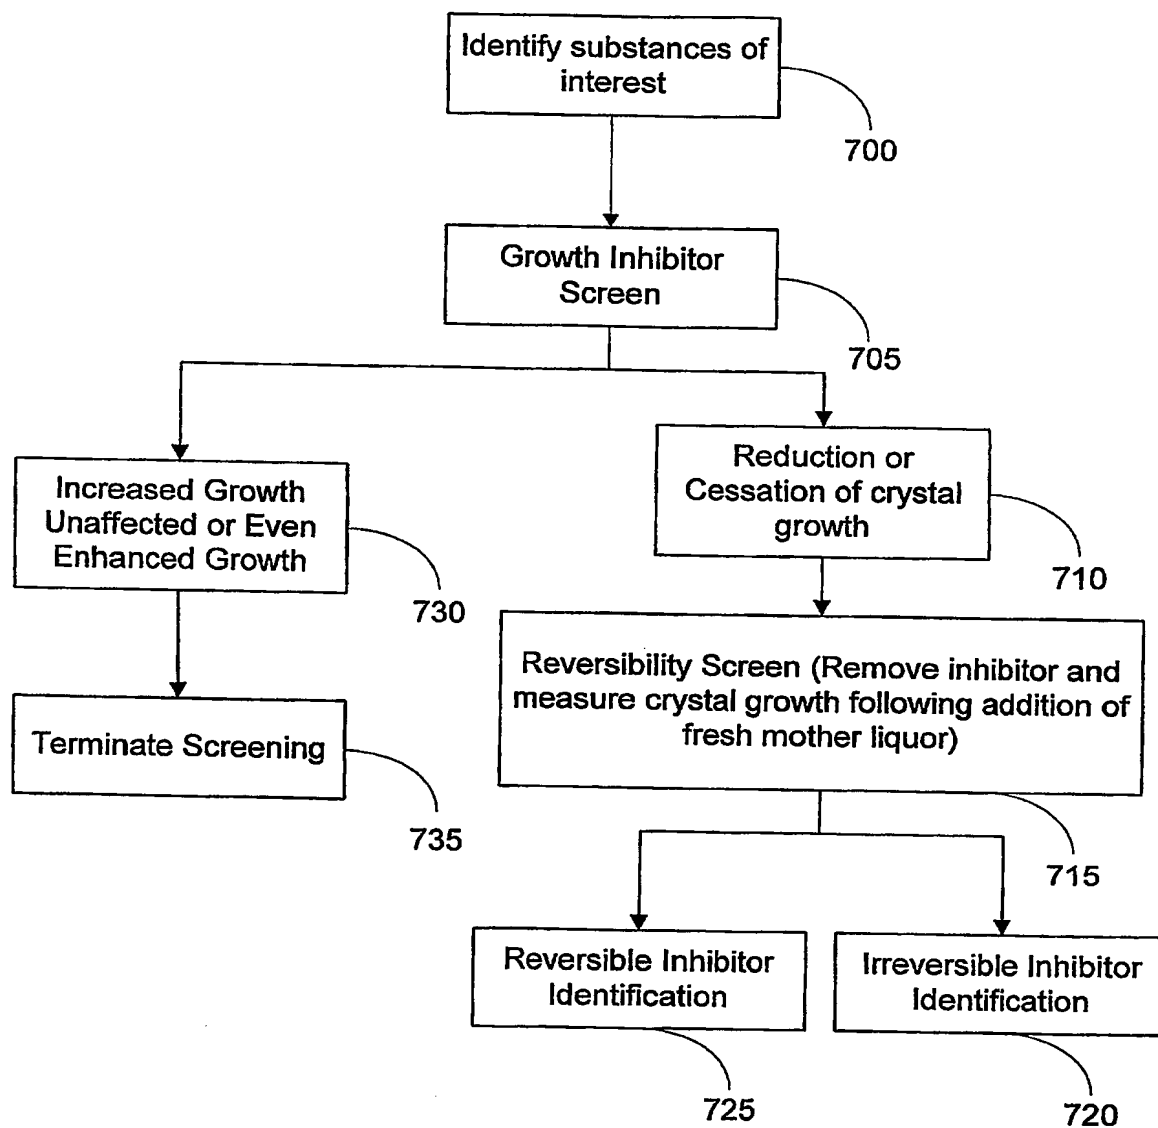 Identify substances of
interest
700
Growth Inhibitor
Screen
705
Increased Growth
Unaffected or Even
Enhanced Growth
730
Reduction or
Cessation of crystal
growth
710
Terminate Screening
735
Reversibility Screen (Remove inhibitor and
measure crystal growth following addition of
fresh mother liquor)
715
Reversible Inhibitor
Identification
725
Irreversible Inhibitor
Identification
720